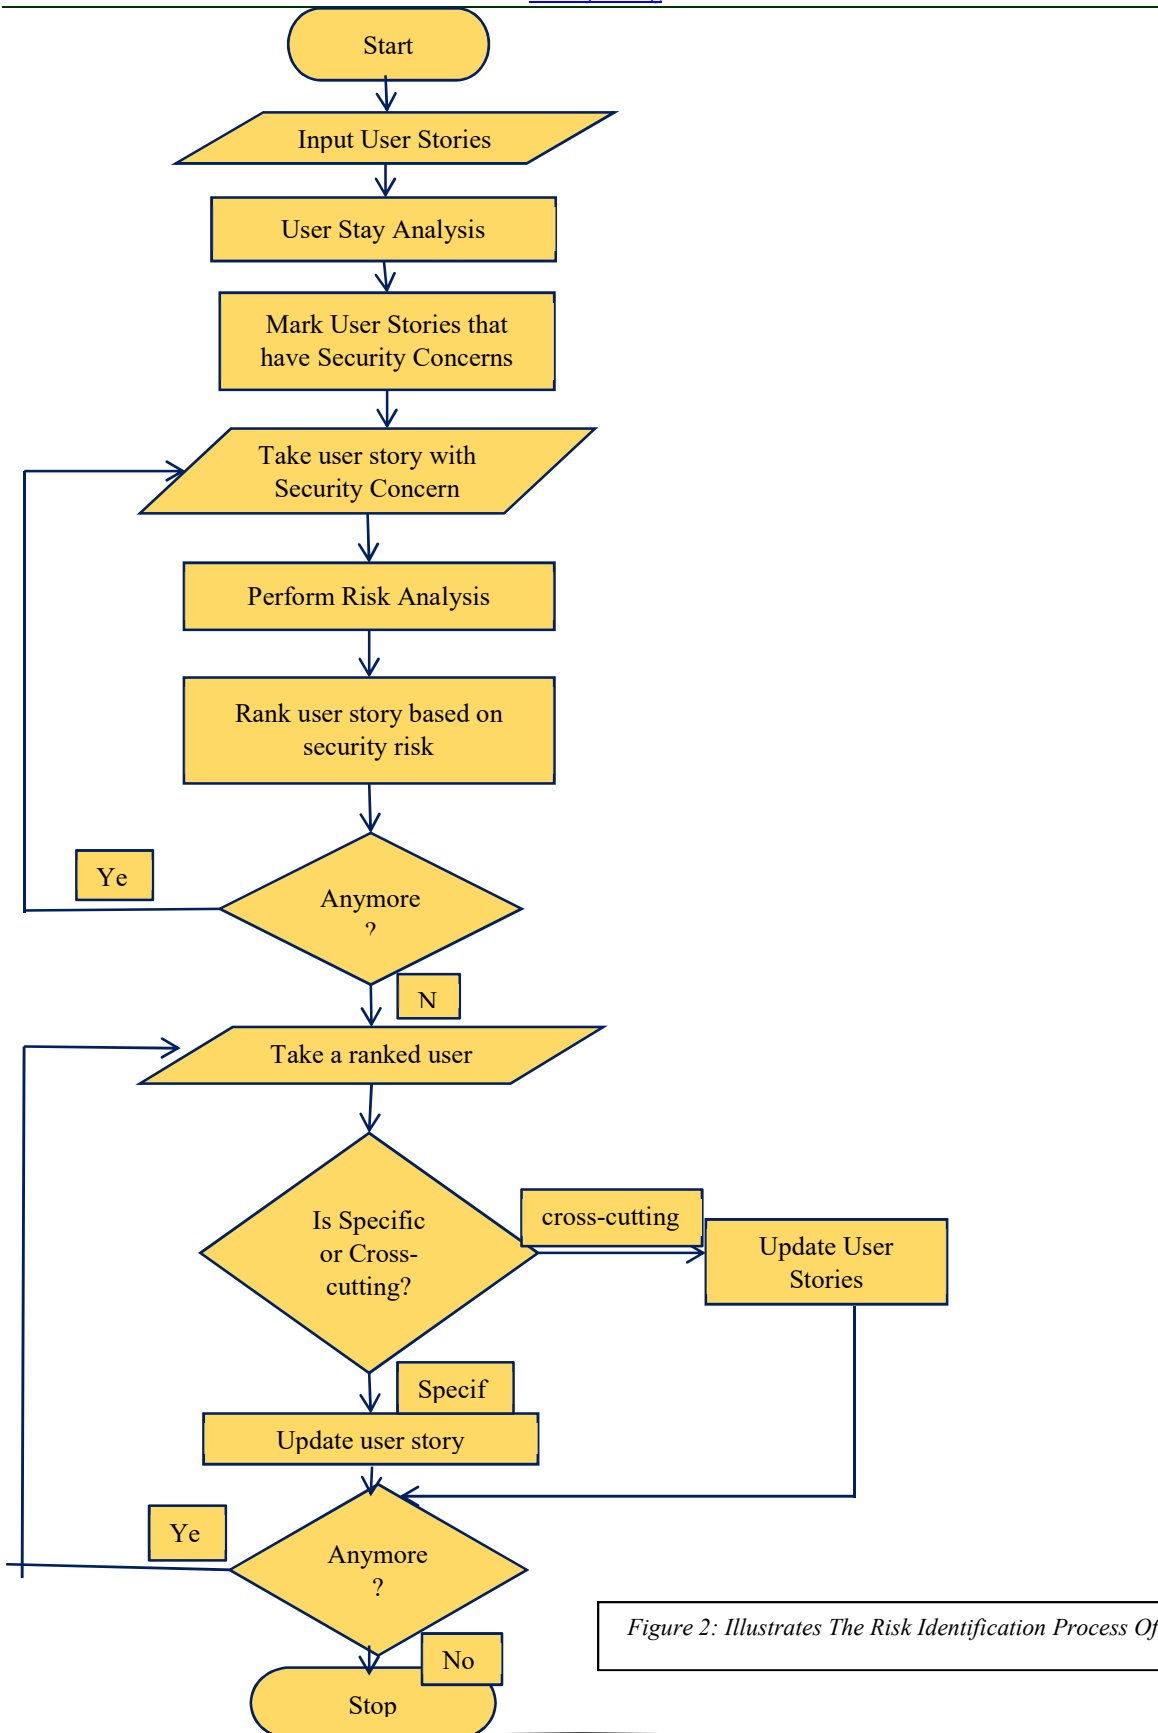 Start
Input User Stories
User Stay Analysis
Mark User Stories that
have Security Concerns
Take user story with
Security Concern
Perform Risk Analysis
Rank user story based on
security risk
Ye
Anymore
?
N
Take a ranked user
Is Specific
or Cross-
cutting?
cross-cutting
Update User
Stories
Specif
Update user story
Ye
Anymore
?
Figure 2: Illustrates The Risk Identification Process Of
No
Stop